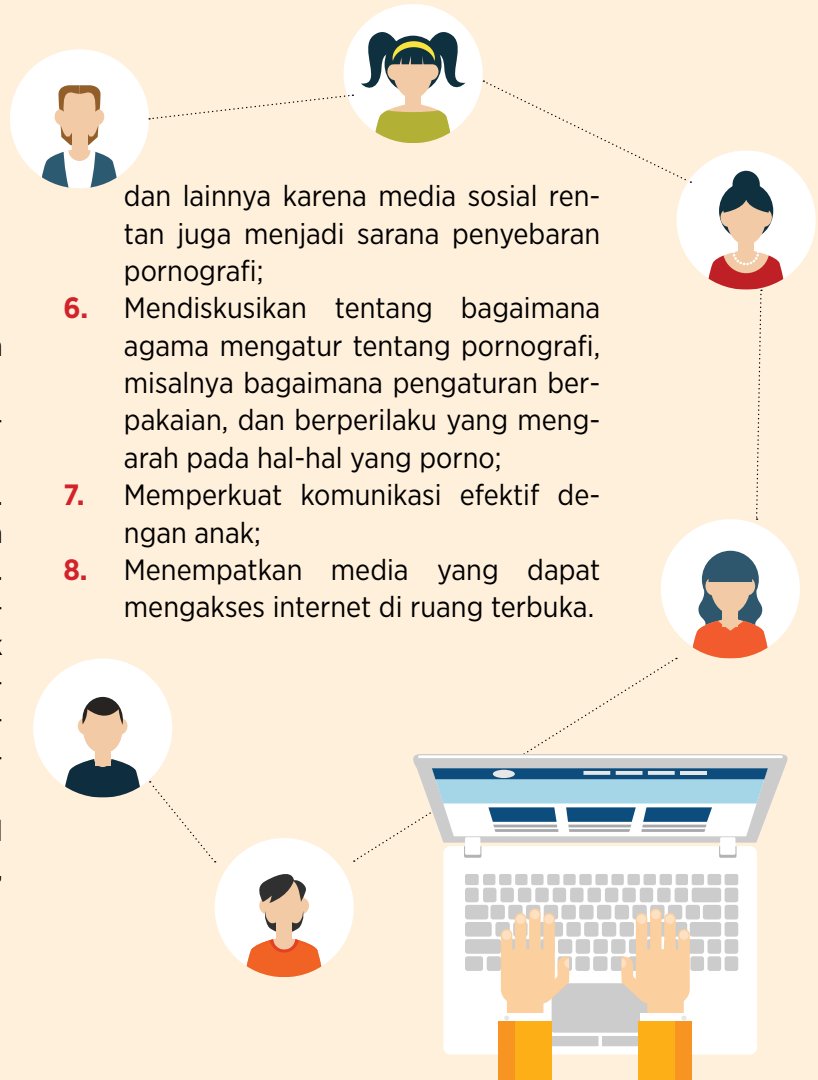 dan lainnya karena media sosial ren-
tan juga menjadi sarana penyebaran
pornografi;
6. Mendiskusikan tentang bagaimana
agama mengatur tentang pornografi,
misalnya bagaimana pengaturan ber-
pakaian, dan berperilaku yang meng-
arah pada hal-hal yang porno;
7. Memperkuat komunikasi efektif de-
ngan anak;
8. Menempatkan media yang dapat
mengakses internet di ruang terbuka.